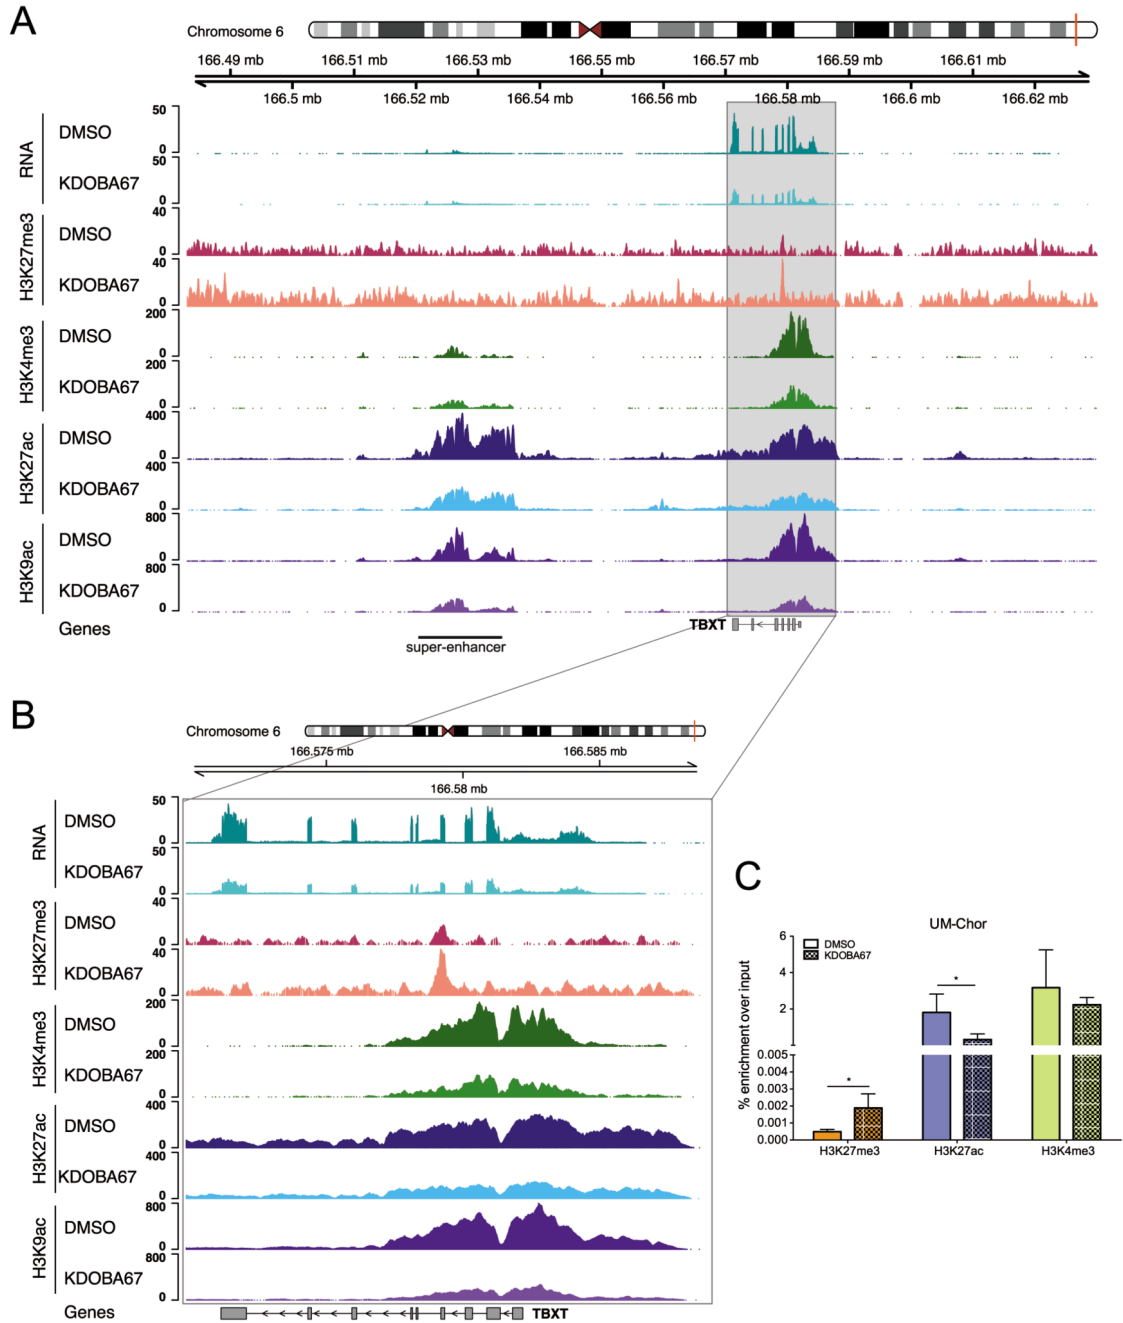 A
Chromosome 6
166.49 mb 166.51 mb 166.53 mb 166.55 mb 166.57 mb 166.59 mb 166.61 mb
166.5 mb 166.52 mb 166.54 mb 166.56 mb 166.58 mb 166.6 mb 166.62 mb
RNA
DMSO
50
0
KDOBA67
50
0
H3K27me3
DMSO
40
0
KDOBA67
40
0
H3K4me3
DMSO
200
0
KDOBA67
200
0
H3K27ac
DMSO
400
0
KDOBA67
400
0
H3K9ac
DMSO
800
0
KDOBA67
800
0
Genes
TBXT
super-enhancer
B
Chromosome 6
166.575 mb 166.585 mb
166.58 mb
RNA
DMSO
50
0
KDOBA67
50
0
H3K27me3
DMSO
40
0
KDOBA67
40
0
H3K4me3
DMSO
200
0
KDOBA67
200
0
H3K27ac
DMSO
400
0
KDOBA67
400
0
H3K9ac
DMSO
800
0
KDOBA67
800
0
Genes
TBXT
C
UM-Chor
DMSO
KDOBA67
% enrichment over input
6
4
2
0.005
0.004
0.003
0.002
0.001
0.000
*
*
H3K27me3 H3K27ac H3K4me3